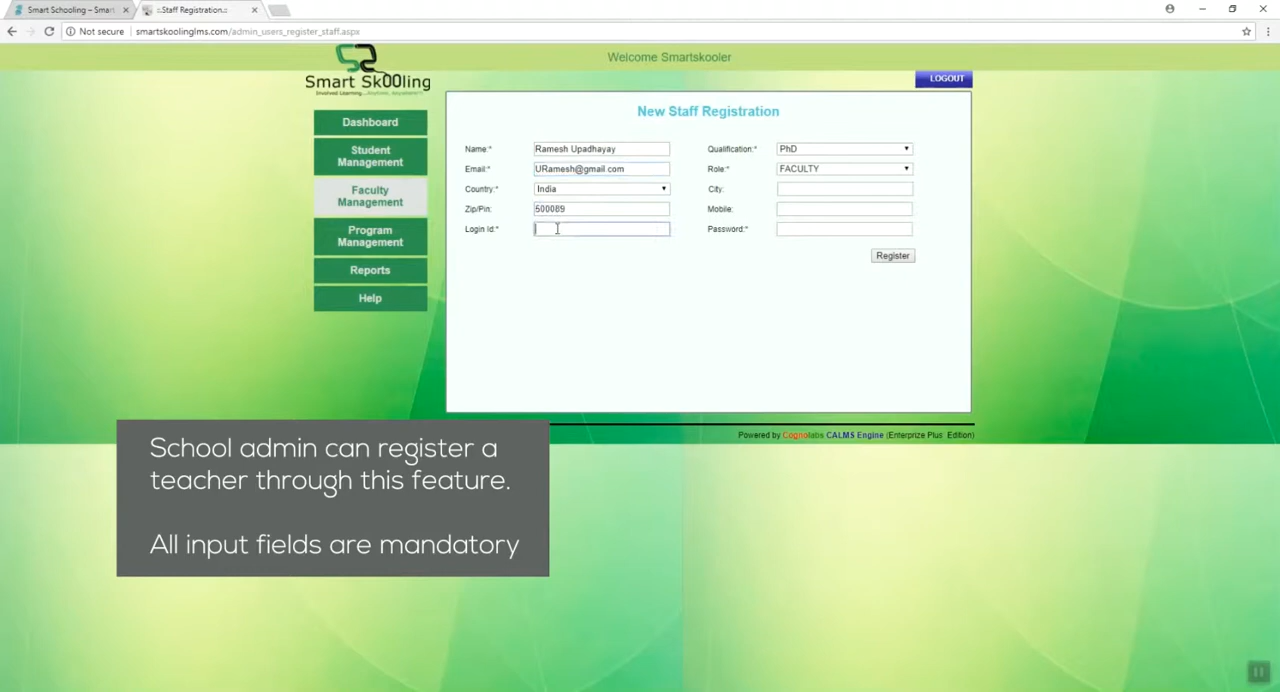 Smart Schooling – Smar
::Staff Registration.::
Not secure
smartskoolinglms.com/admin_users_register_staff.aspx
Welcome Smartskooler
Smart Sk00ling
LOGOUT
Dashboard
Student
Management
Faculty
Management
Program
Management
Reports
Help
New Staff Registration
Name:* Ramesh Upadhayay Qualification:* PhD
Email:* URamesh@gmail.com Role:* FACULTY
Country:* India City:
Zip/Pin: 500089 Mobile:
Login Id:* Password:*
Register
Powered by Cognolabs CALMS Engine (Enterprize Plus Edition)
School admin can register a
teacher through this feature.
All input fields are mandatory